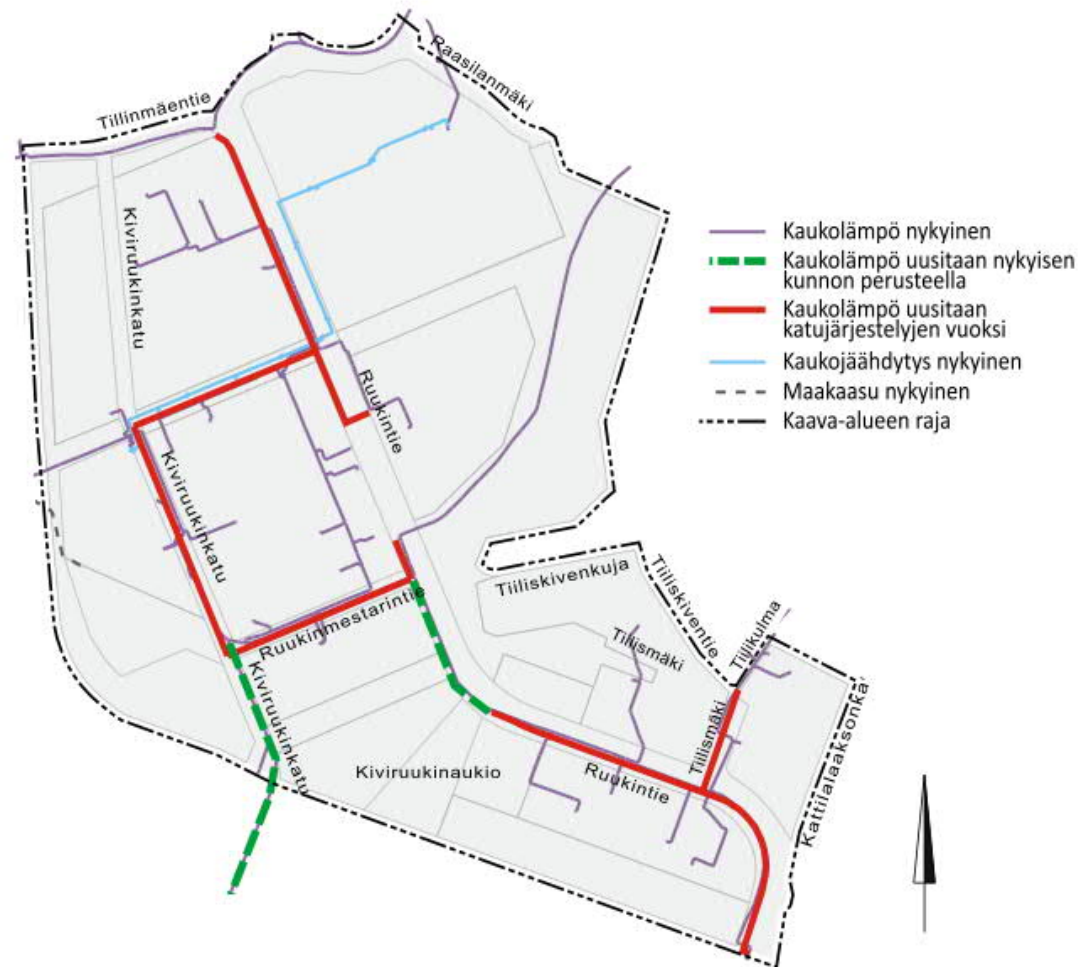 Raasilanmäki
Tillinmäentie
Kiviruukinkatu
Kaukolämpö nykyinen
Kaukolämpö uusitaan nykyisen
kunnon perusteella
Kaukolämpö uusitaan
katujärjestelyjen vuoksi
Kaukojäähdytys nykyinen
Maakaasu nykyinen
Kaava-alueen raja
Ruukintie
Kiviruukinkatu
Ruukinmestarintie
Kiviruukinkatu
Tiiliskivenkuja
Tiiliskiventie
Tiilikulma
Tiilismäki
Tiilismäki
Kiviruukinaukio
Ruukintie
Kattilalaaksonka